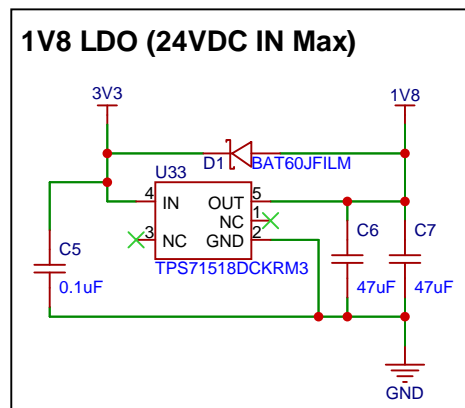 1V8 LDO (24VDC IN Max)
3V3
1V8
D1
BAT60JFILM
U33
4 IN OUT 5
NC 1
3 NC GND 2
TPS71518DCKRM3
C5
0.1uF
C6
47uF
C7
47uF
GND